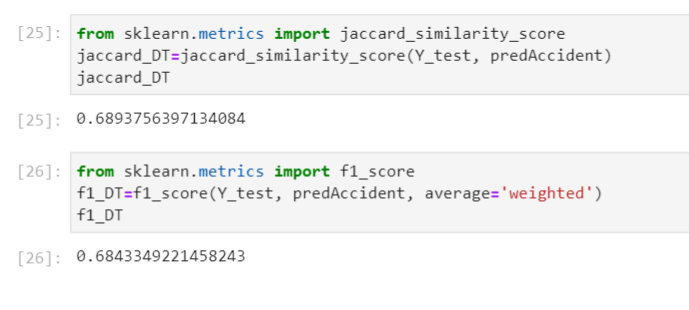 [25]: from sklearn.metrics import jaccard_similarity_score
jaccard_DT=jaccard_similarity_score(Y_test, predAccident)
jaccard_DT
[25]: 0.6893756397134084
[26]: from sklearn.metrics import f1_score
f1_DT=f1_score(Y_test, predAccident, average='weighted')
f1_DT
[26]: 0.6843349221458243